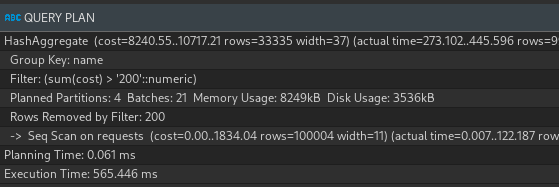 ABC QUERY PLAN
HashAggregate (cost=8240.55..10717.21 rows=33335 width=37) (actual time=273.102..445.596 rows=9
Group Key: name
Filter: (sum(cost) > '200'::numeric)
Planned Partitions: 4 Batches: 21 Memory Usage: 8249kB Disk Usage: 3536kB
Rows Removed by Filter: 200
-> Seq Scan on requests (cost=0.00..1834.04 rows=100004 width=11) (actual time=0.007..122.187 row
Planning Time: 0.061 ms
Execution Time: 565.446 ms